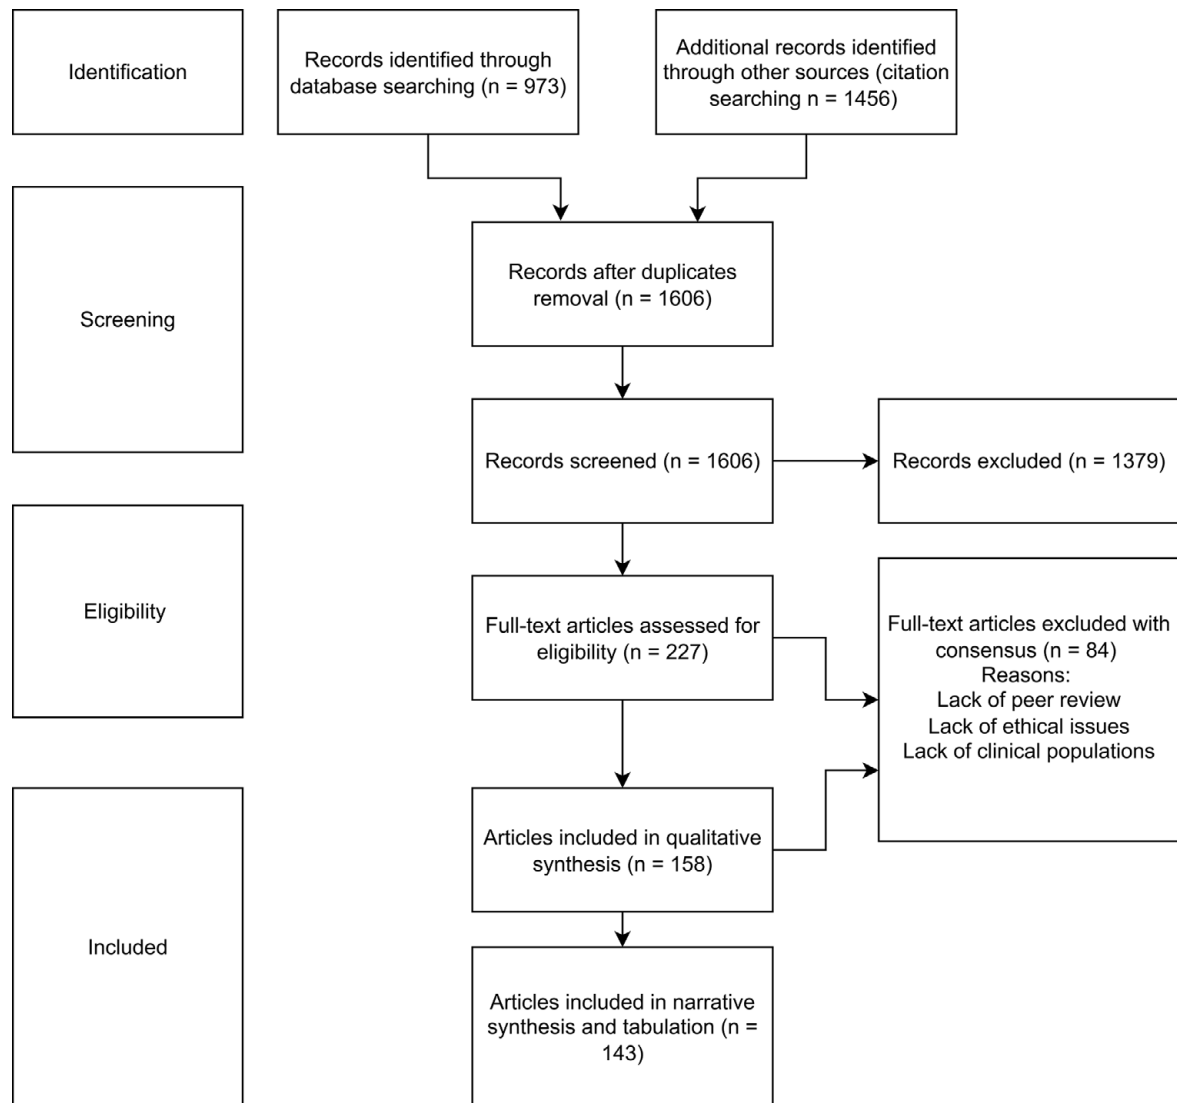 Identification
Records identified through
database searching (n = 973)
Additional records identified
through other sources (citation
searching n = 1456)
Screening
Records after duplicates
removal (n = 1606)
Records screened (n = 1606)
Records excluded (n = 1379)
Eligibility
Full-text articles assessed for
eligibility (n = 227)
Full-text articles excluded with
consensus (n = 84)
Reasons:
Lack of peer review
Lack of ethical issues
Lack of clinical populations
Included
Articles included in qualitative
synthesis (n = 158)
Articles included in narrative
synthesis and tabulation (n =
143)